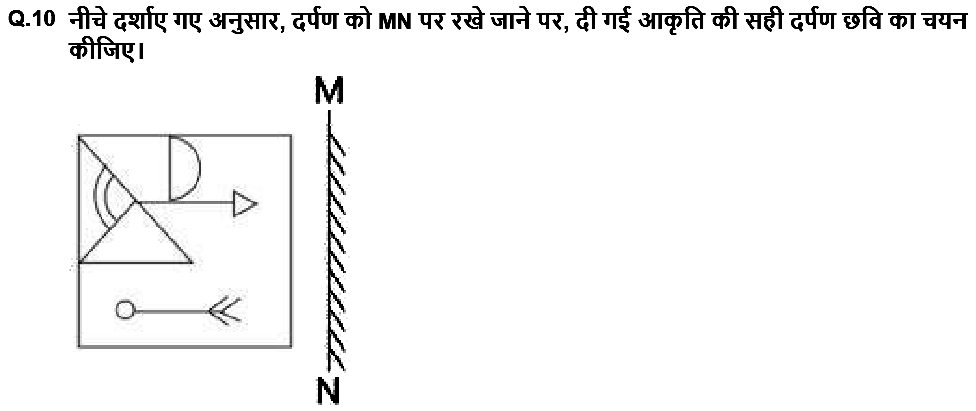 Q.10 नीचे दर्शाए गए अनुसार, दर्पण को MN पर रखे जाने पर, दी गई आकृति की सही दर्पण छवि का चयन
कीजिए।
M
N